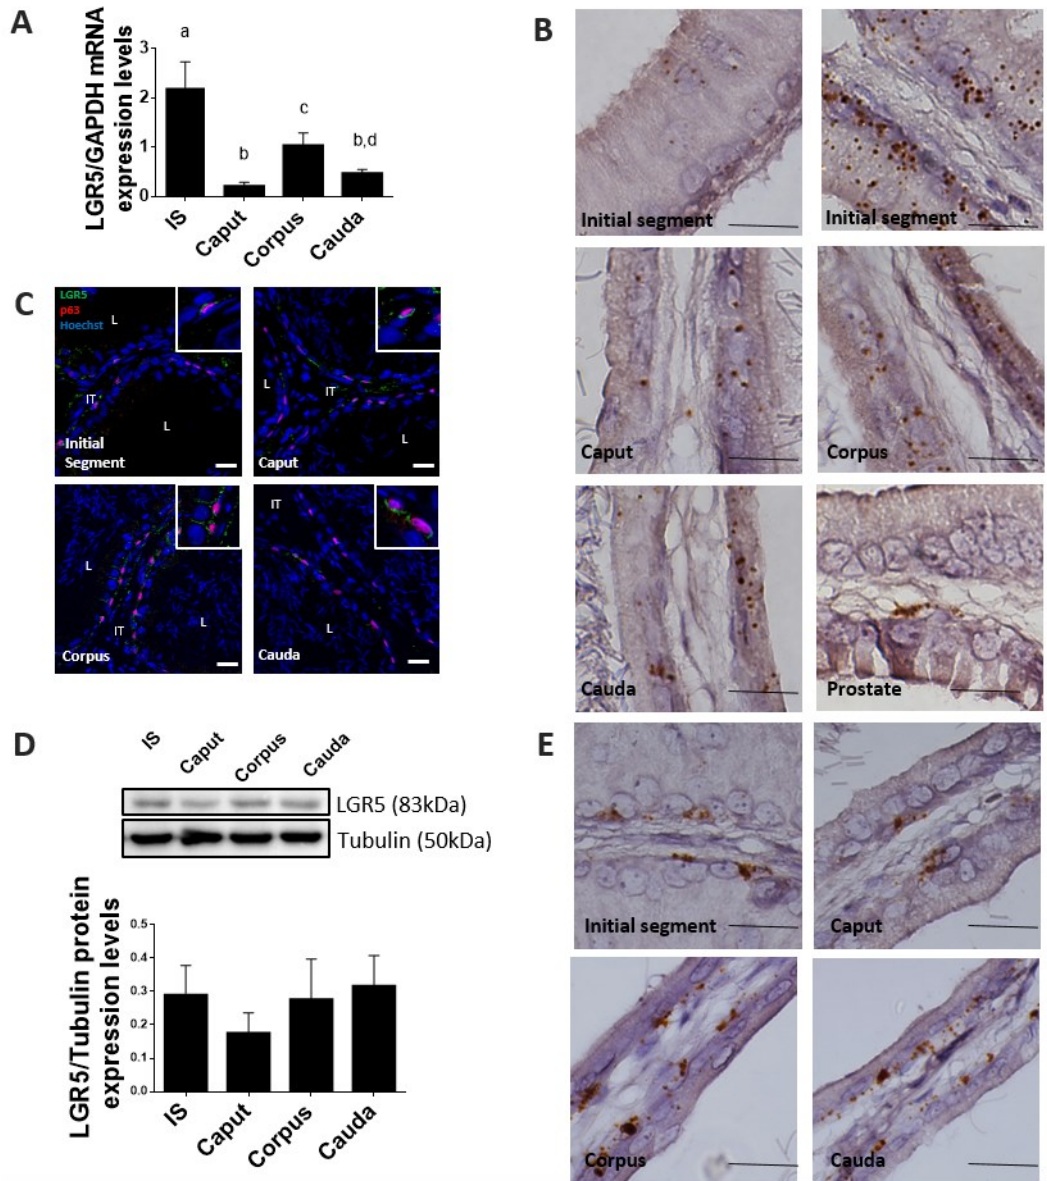 A
LGR5/GAPDH mRNA
expression levels
3
2
1
0
a
b
c
b,d
IS
Caput
Corpus
Cauda
B
Initial segment
Initial segment
Caput
Corpus
Cauda
Prostate
C
LGR5
p63
Hoechst
L
IT
L
Initial
Segment
L
IT
L
Caput
L
IT
L
Corpus
IT
L
Cauda
D
IS
Caput
Corpus
Cauda
LGR5 (83kDa)
Tubulin (50kDa)
LGR5/Tubulin protein
expression levels
0.5
0.4
0.3
0.2
0.1
0.0
IS
Caput
Corpus
Cauda
E
Initial segment
Caput
Corpus
Cauda